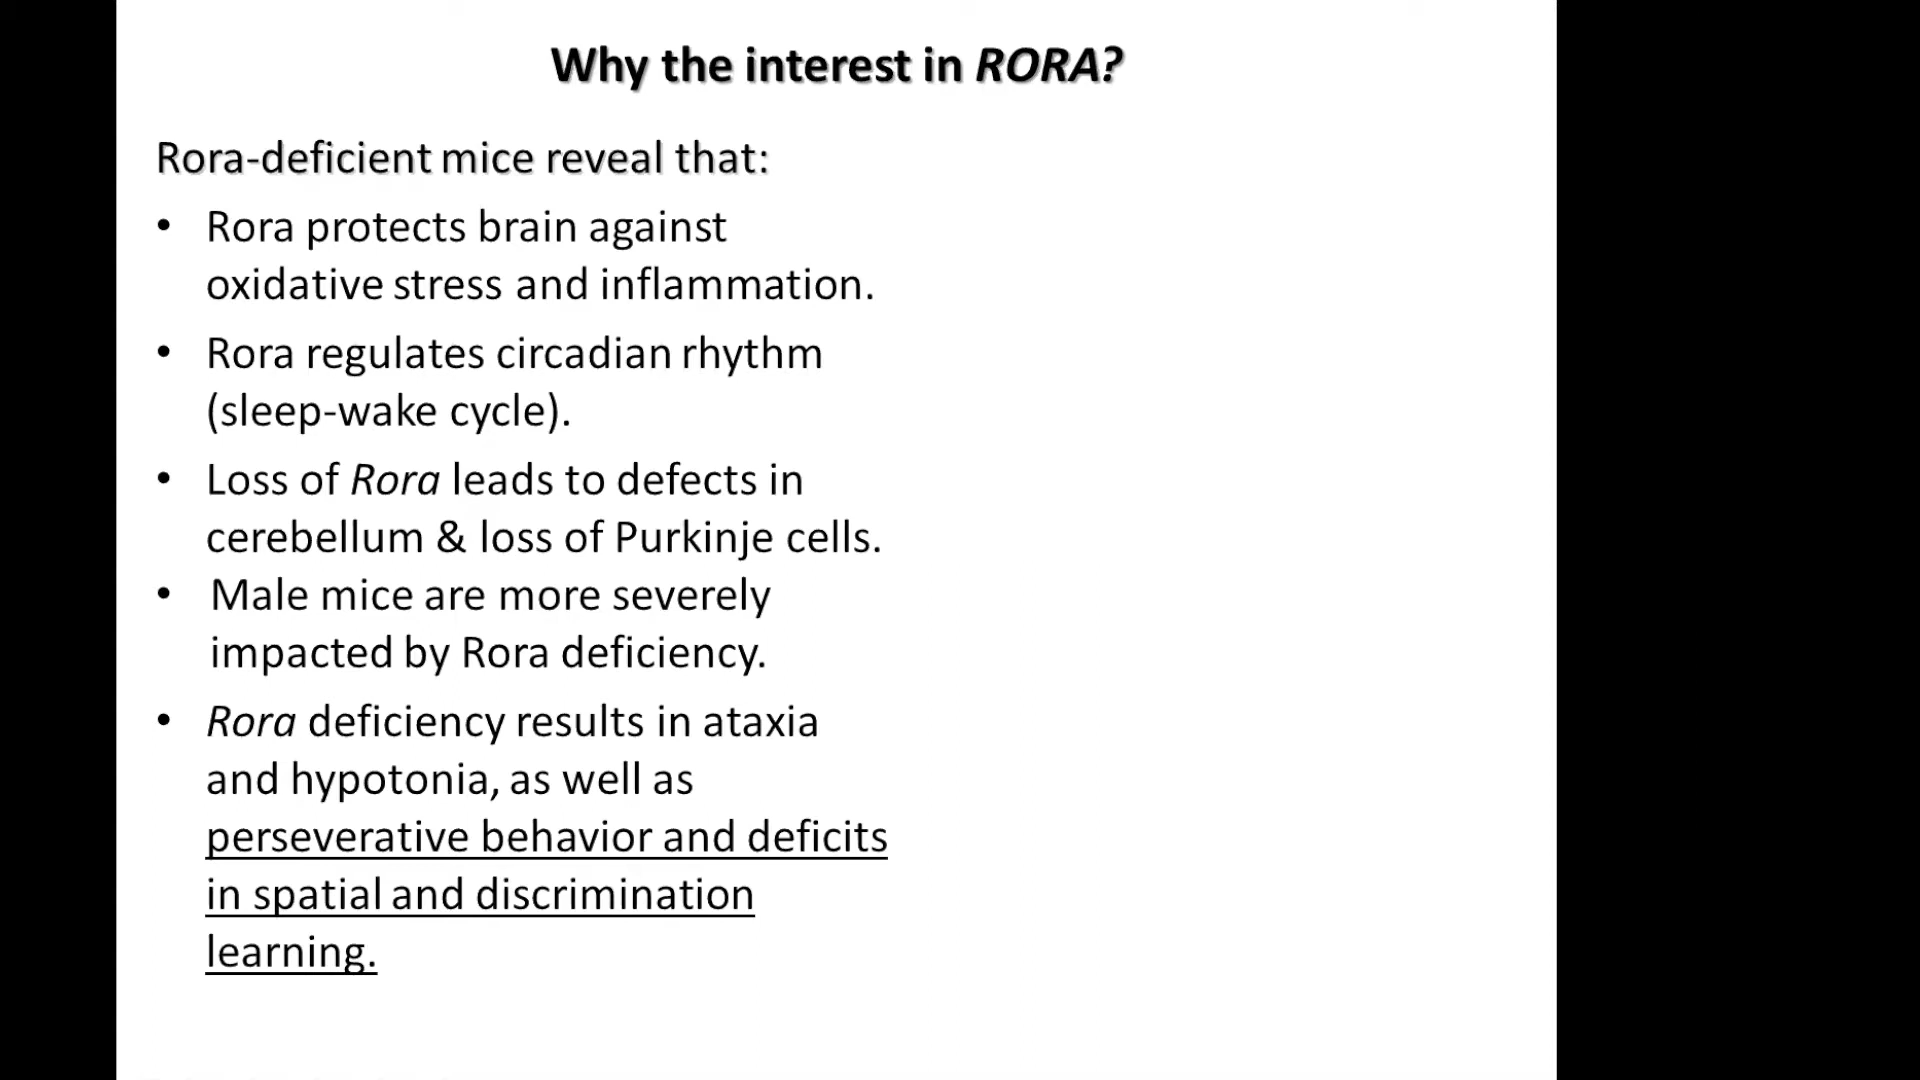 Why the interest in RORA?
Rora-deficient mice reveal that:
• Rora protects brain against
oxidative stress and inflammation.
• Rora regulates circadian rhythm
(sleep-wake cycle).
• Loss of Rora leads to defects in
cerebellum & loss of Purkinje cells.
• Male mice are more severely
impacted by Rora deficiency.
• Rora deficiency results in ataxia
and hypotonia, as well as
perseverative behavior and deficits
in spatial and discrimination
learning.